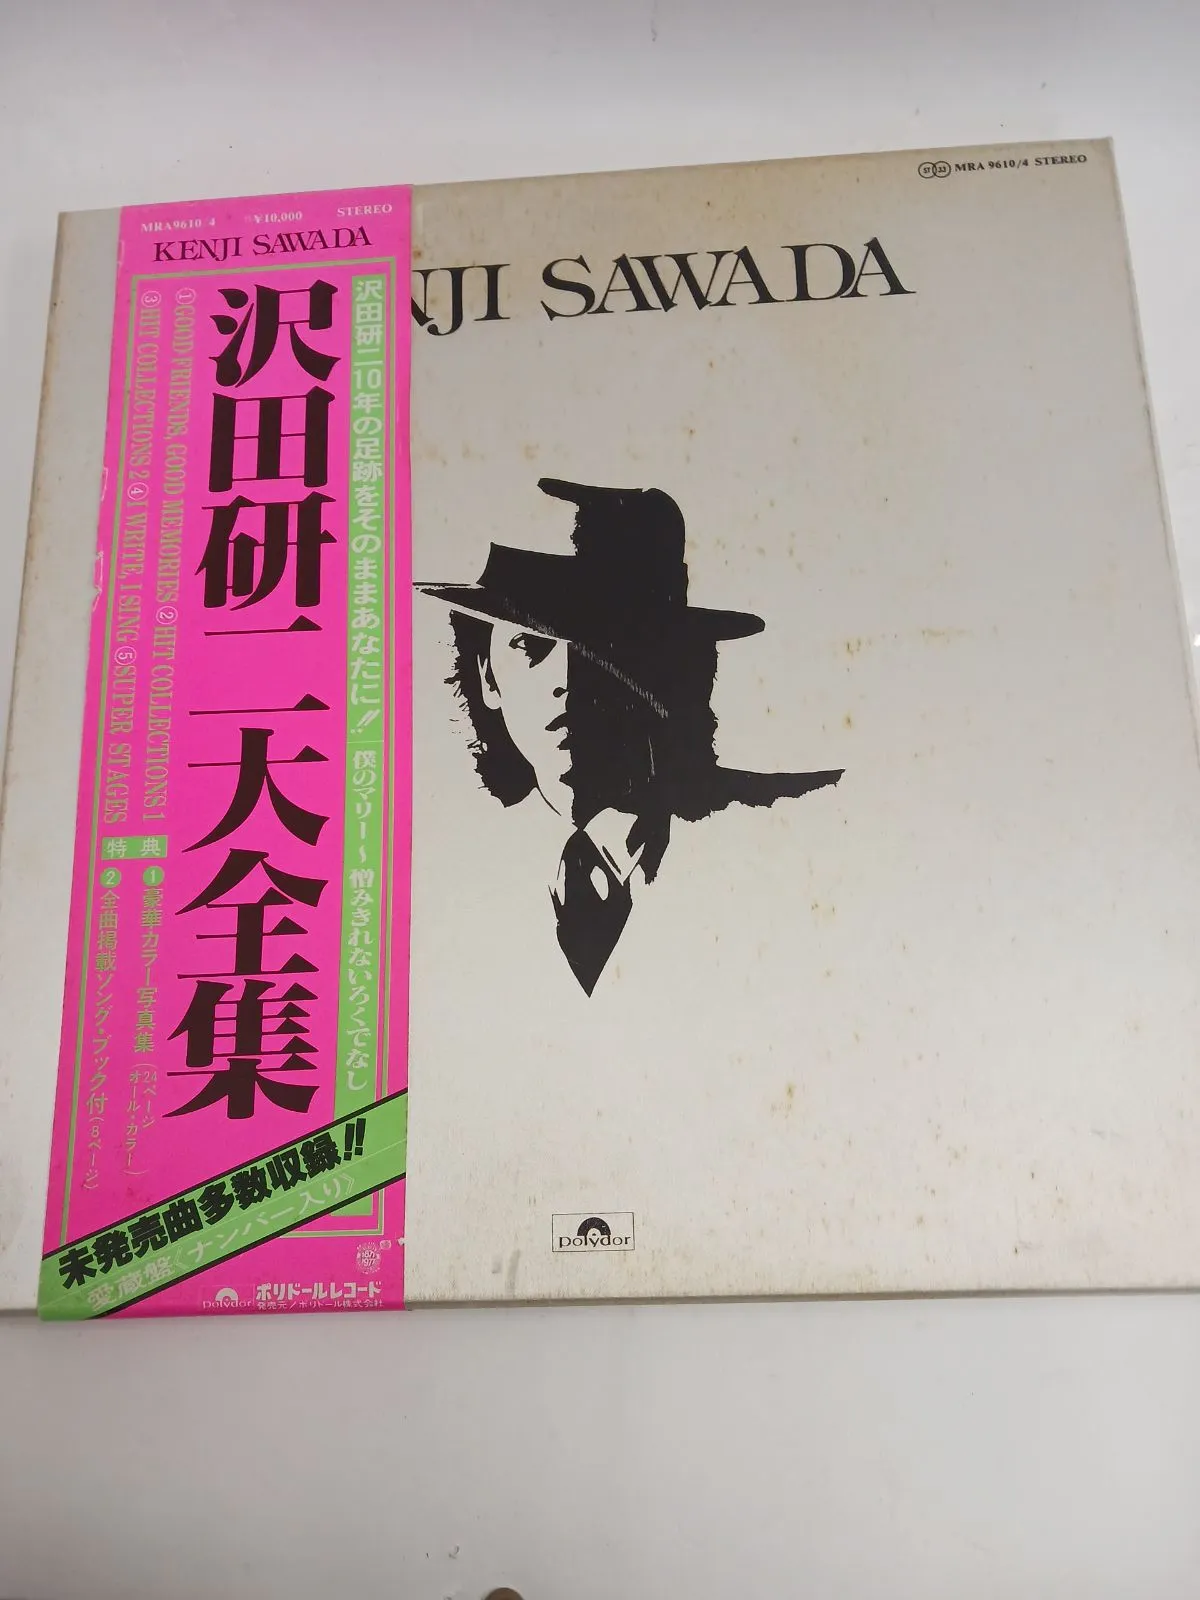 MRA9610/4 ¥10,000 STEREO
KENJI SAWADA
沢田研二10年の足跡をそのままあなたに!! 僕のマリー〜憎みきれないろくでなし
沢田研二大全集
①GOOD FRIENDS, GOOD MEMORIES ②HIT COLLECTIONS 1
③HIT COLLECTIONS 2 ④I WRITE, I SING ⑤SUPER STAGES
特典
❶豪華カラー写真集(24ページ オール・カラー)
❷全曲掲載ソング・ブック付(8ページ)
未発売曲多数収録!!
愛蔵盤《ナンバー入り》
polydor ポリドールレコード
発売元/ポリドール株式会社
ST 33 MRA 9610/4 STEREO
NJI SAWADA
polydor